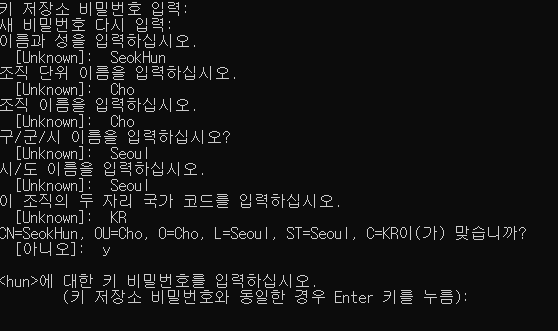 키 저장소 비밀번호 입력:
새 비밀번호 다시 입력:
이름과 성을 입력하십시오.
[Unknown]: SeokHun
조직 단위 이름을 입력하십시오.
[Unknown]: Cho
조직 이름을 입력하십시오.
[Unknown]: Cho
구/군/시 이름을 입력하십시오?
[Unknown]: Seoul
시/도 이름을 입력하십시오.
[Unknown]: Seoul
이 조직의 두 자리 국가 코드를 입력하십시오.
[Unknown]: KR
CN=SeokHun, OU=Cho, O=Cho, L=Seoul, ST=Seoul, C=KR이(가) 맞습니까?
[아니오]: y
<hun>에 대한 키 비밀번호를 입력하십시오.
(키 저장소 비밀번호와 동일한 경우 Enter 키를 누름):